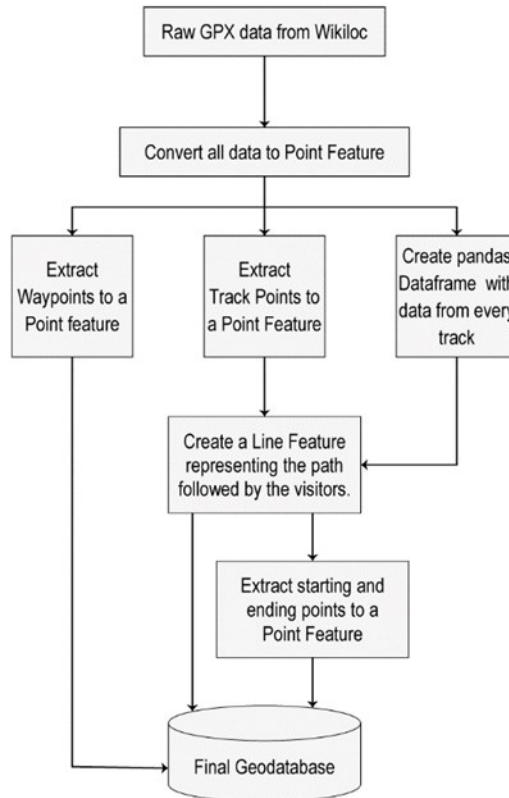 Raw GPX data from Wikiloc
Convert all data to Point Feature
Extract
Waypoints to a
Point feature
Extract
Track Points to
a Point Feature
Create pandas
Dataframe with
data from every
track
Create a Line Feature
representing the path
followed by the visitors.
Extract starting and
ending points to a
Point Feature
Final Geodatabase